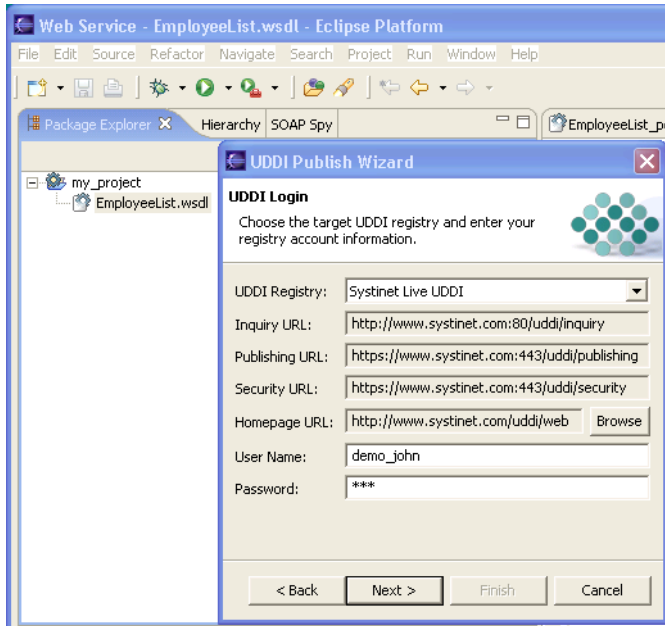 Web Service - EmployeeList.wsdl - Eclipse Platform
File Edit Source Refactor Navigate Search Project Run Window Help
Package Explorer Hierarchy SOAP Spy EmployeeList_p
my_project
EmployeeList.wsdl
UDDI Publish Wizard
UDDI Login
Choose the target UDDI registry and enter your
registry account information.
UDDI Registry: Systinet Live UDDI
Inquiry URL: http://www.systinet.com:80/uddi/inquiry
Publishing URL: https://www.systinet.com:443/uddi/publishing
Security URL: https://www.systinet.com:443/uddi/security
Homepage URL: http://www.systinet.com/uddi/web Browse
User Name: demo_john
Password: ***
< Back Next > Finish Cancel